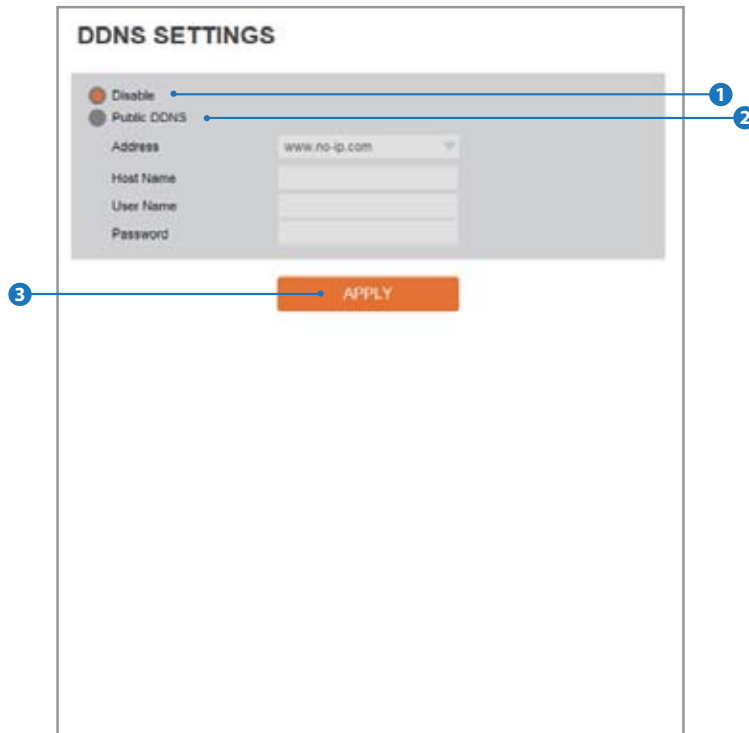 DDNS SETTINGS
Disable
1
Public DDNS
2
Address www.no-ip.com
Host Name
User Name
Password
3
APPLY